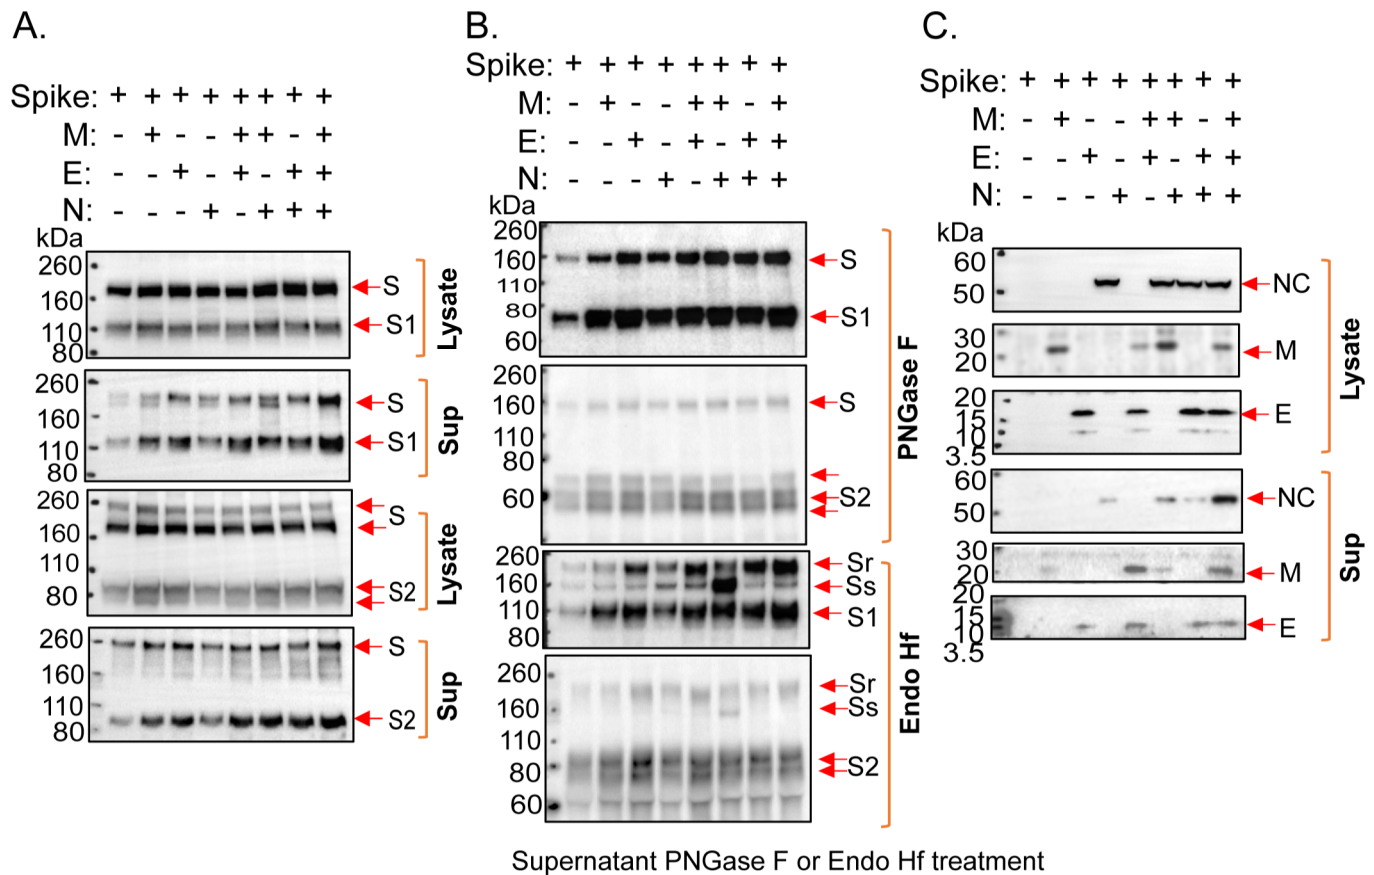 A.
Spike: + + + + + + + +
M: - + - - + + - +
E: - - + - + - + +
N: - - - + - + + +
kDa
260
160
110
80
S
S1
Lysate
260
160
110
80
S
S1
Sup
260
160
110
80
S
S2
Lysate
260
160
110
80
S
S2
Sup
B.
Spike: + + + + + + + +
M: - + - - + + - +
E: - - + - + - + +
N: - - - + - + + +
kDa
260
160
110
80
60
S
S1
260
160
110
80
60
S
S2
PNGase F
260
160
110
80
Sr
Ss
S1
260
160
110
80
60
Sr
Ss
S2
Endo Hf
Supernatant PNGase F or Endo Hf treatment
C.
Spike: + + + + + + + +
M: - + - - + + - +
E: - - + - + - + +
N: - - - + - + + +
kDa
60
50
NC
30
20
M
20
15
10
3.5
E
Lysate
60
50
NC
30
20
M
20
15
10
3.5
E
Sup